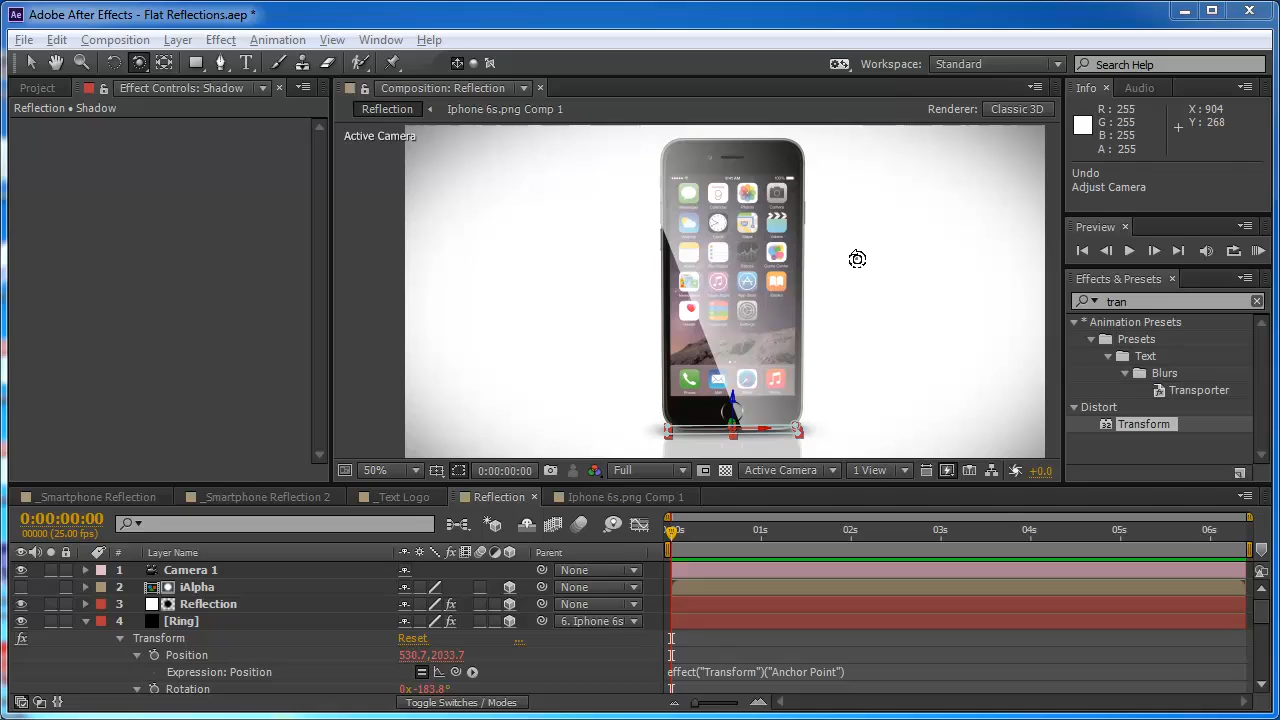 Adobe After Effects - Flat Reflections.aep *
File Edit Composition Layer Effect Animation View Window Help
Workspace: Standard Search Help
Project Effect Controls: Shadow Composition: Reflection Info Audio
Reflection • Shadow
Reflection Iphone 6s.png Comp 1 Renderer: Classic 3D
Active Camera
R: 255
G: 255
B: 255
A: 255
X: 904
Y: 268
Undo
Adjust Camera
Preview
Effects & Presets
tran
* Animation Presets
Presets
Text
Blurs
Transporter
Distort
Transform
50% 0:00:00:00 Full Active Camera 1 View +0.0
_Smartphone Reflection _Smartphone Reflection 2 _Text Logo Reflection Iphone 6s.png Comp 1
0:00:00:00
00000 (25.00 fps)
01s 02s 03s 04s 05s 06s
# Layer Name Parent
1 Camera 1 None
2 iAlpha None
3 Reflection None
4 [Ring] 6. Iphone 6s
Transform Reset ...
Position 530.7,2033.7
Expression: Position effect("Transform")("Anchor Point")
Rotation 0x-183.8°
Toggle Switches / Modes